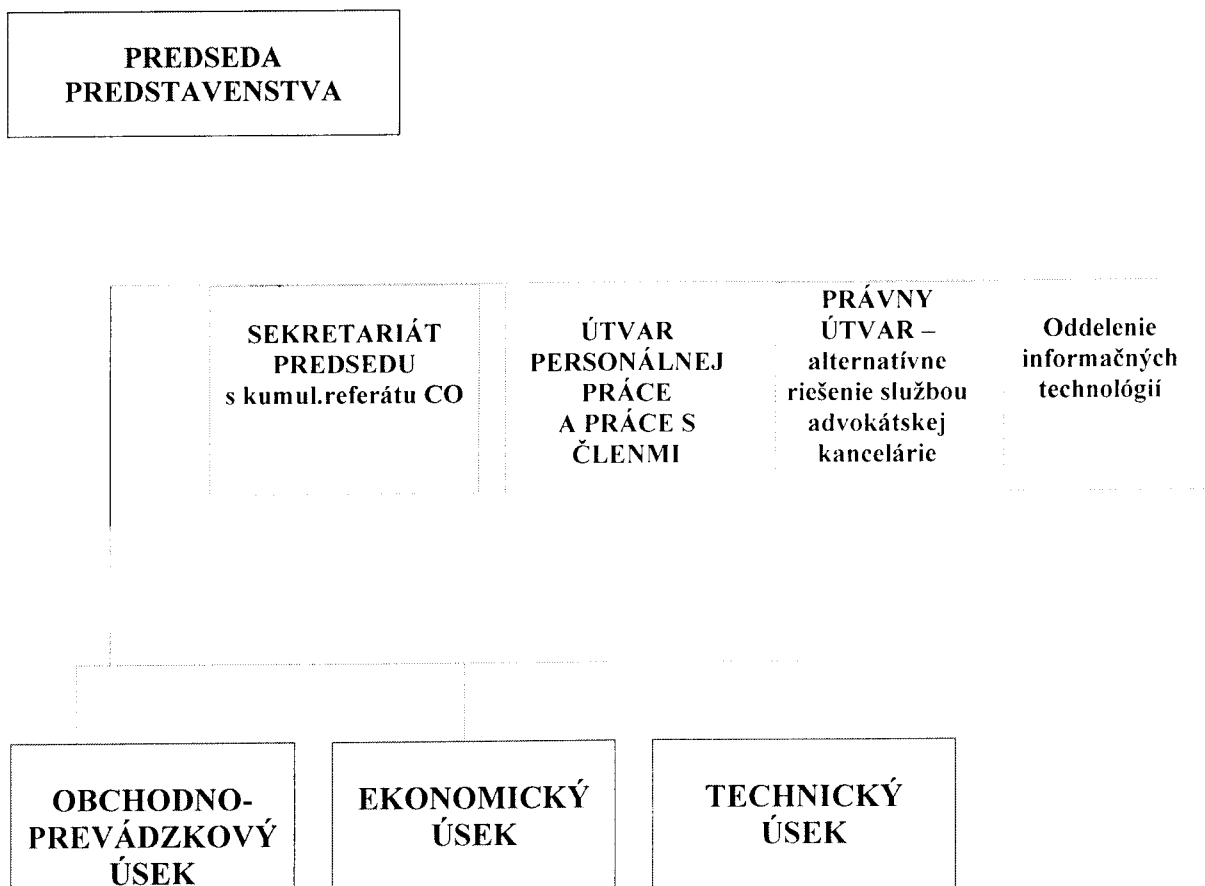 PREDSEDA
PREDSTAVENSTVA
SEKRETARIÁT
PREDSEDU
s kumul.referátu CO
ÚTVAR
PERSONÁLNEJ
PRÁCE
A PRÁCE S
ČLENMI
PRÁVNY
ÚTVAR –
alternatívne
riešenie službou
advokátskej
kancelárie
Oddelenie
informačných
technológií
OBCHODNO-
PREVÁDZKOVÝ
ÚSEK
EKONOMICKÝ
ÚSEK
TECHNICKÝ
ÚSEK